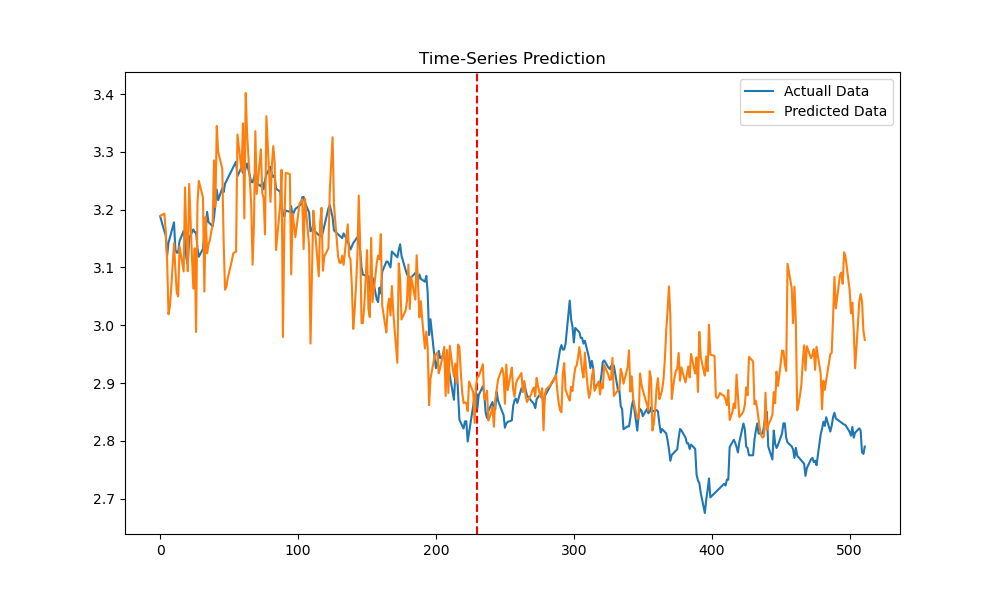 Time-Series Prediction
Actuall Data
Predicted Data
3.4
3.3
3.2
3.1
3.0
2.9
2.8
2.7
0 100 200 300 400 500